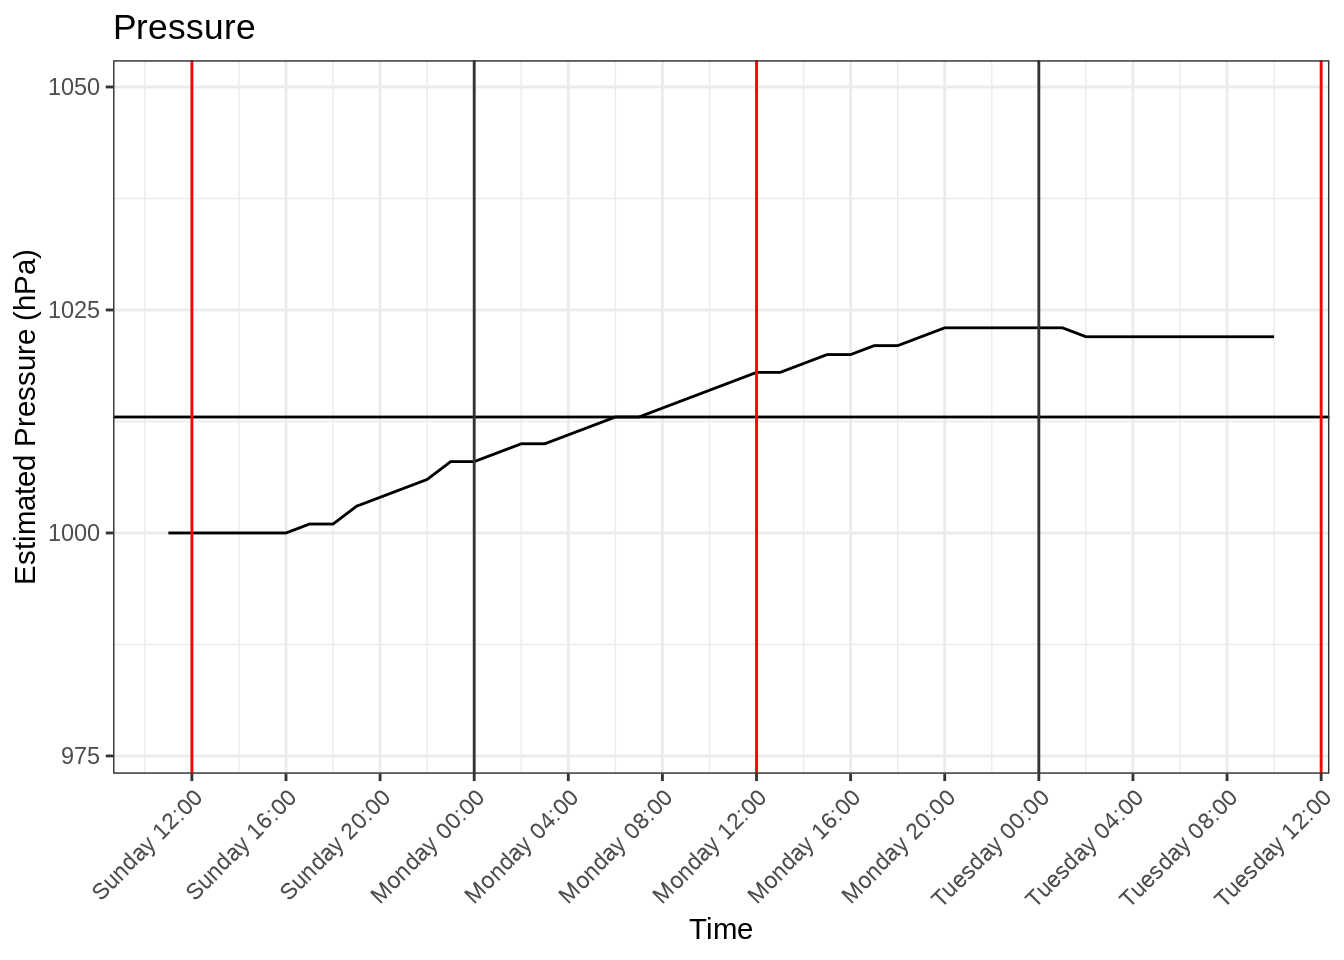 Pressure
Estimated Pressure (hPa)
1050
1025
1000
975
Sunday 12:00
Sunday 16:00
Sunday 20:00
Monday 00:00
Monday 04:00
Monday 08:00
Monday 12:00
Monday 16:00
Monday 20:00
Tuesday 00:00
Tuesday 04:00
Tuesday 08:00
Tuesday 12:00
Time